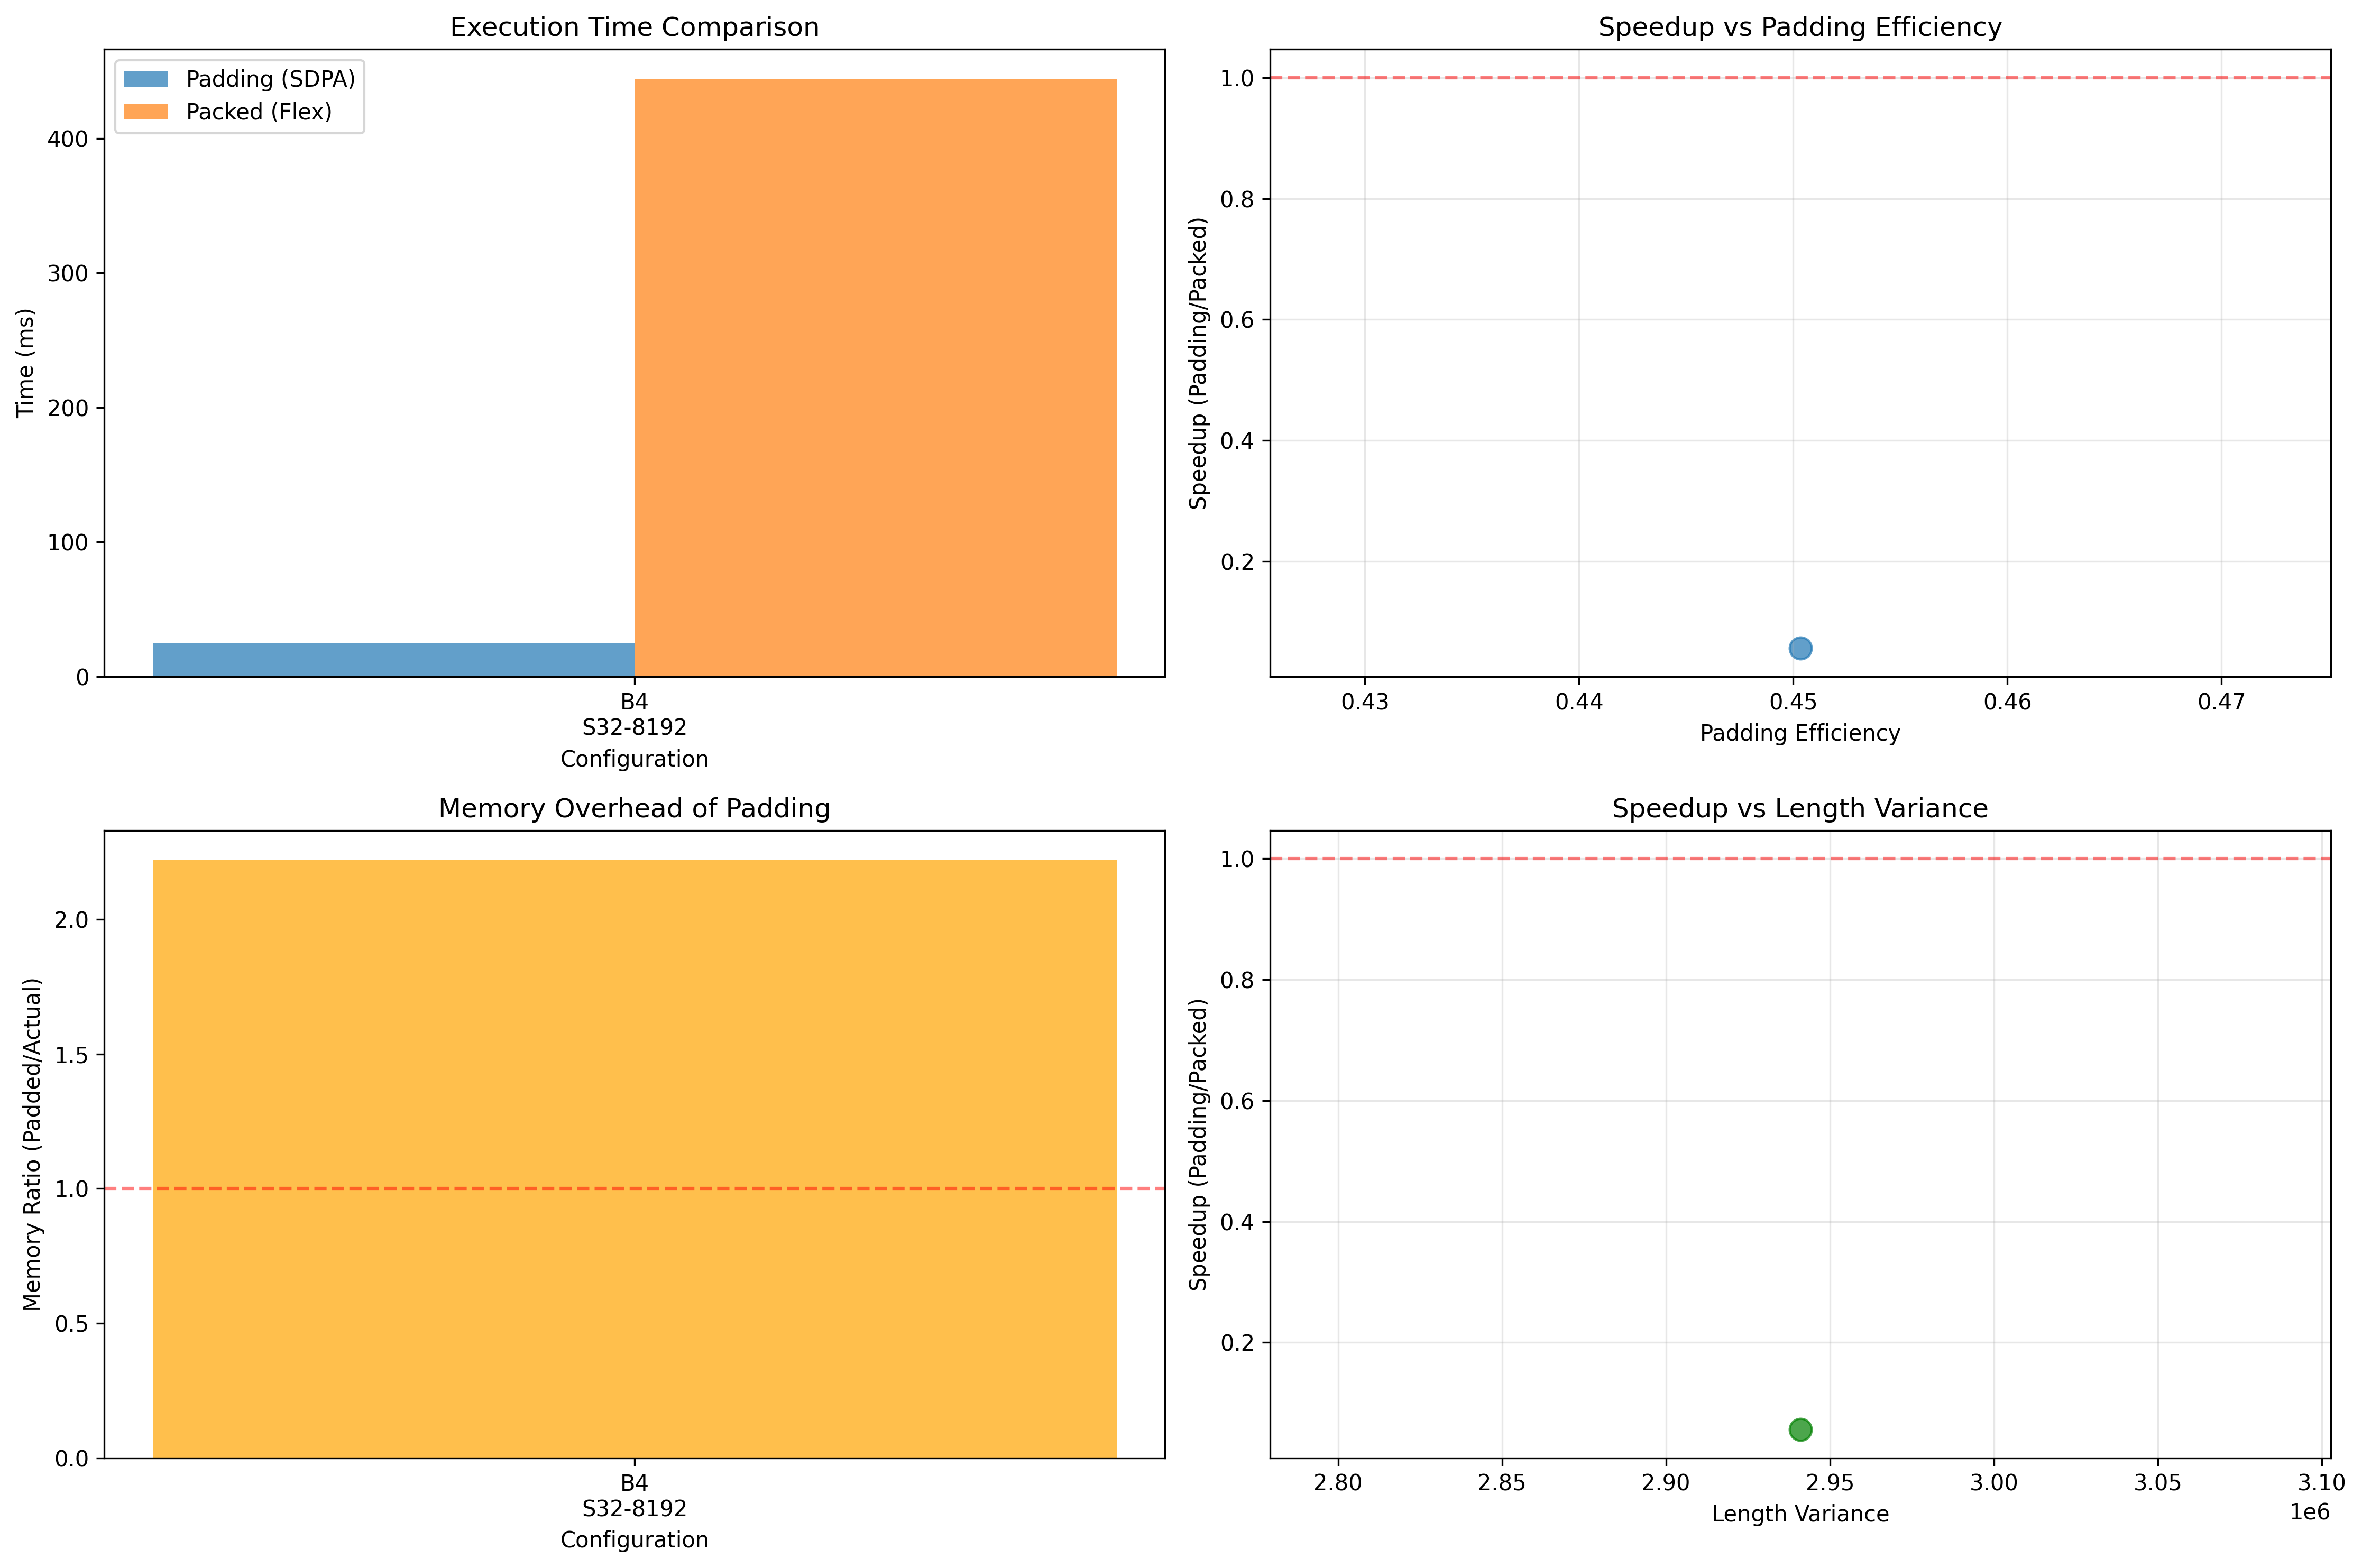 Execution Time Comparison
Padding (SDPA)
Packed (Flex)
Time (ms)
400
300
200
100
0
B4
S32-8192
Configuration
Speedup vs Padding Efficiency
Speedup (Padding/Packed)
1.0
0.8
0.6
0.4
0.2
0.43 0.44 0.45 0.46 0.47
Padding Efficiency
Memory Overhead of Padding
Memory Ratio (Padded/Actual)
2.0
1.5
1.0
0.5
0.0
B4
S32-8192
Configuration
Speedup vs Length Variance
Speedup (Padding/Packed)
1.0
0.8
0.6
0.4
0.2
2.80 2.85 2.90 2.95 3.00 3.05 3.10
1e6
Length Variance